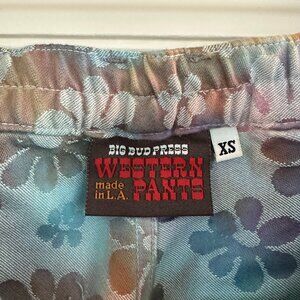 BIG BUD PRESS
XS
WESTERN
made
in L.A. PANTS